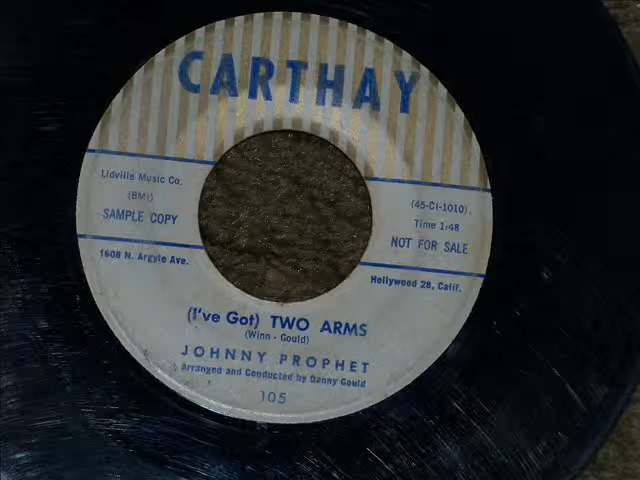 CARTHAY
Lidville Music Co.
(BMI)
SAMPLE COPY
1608 N. Argyle Ave.
(45-CI-1010)
Time 1:48
NOT FOR SALE
Hollywood 28, Calif.
(I've Got) TWO ARMS
(Winn - Gould)
JOHNNY PROPHET
Arranged and Conducted by Danny Gould
105